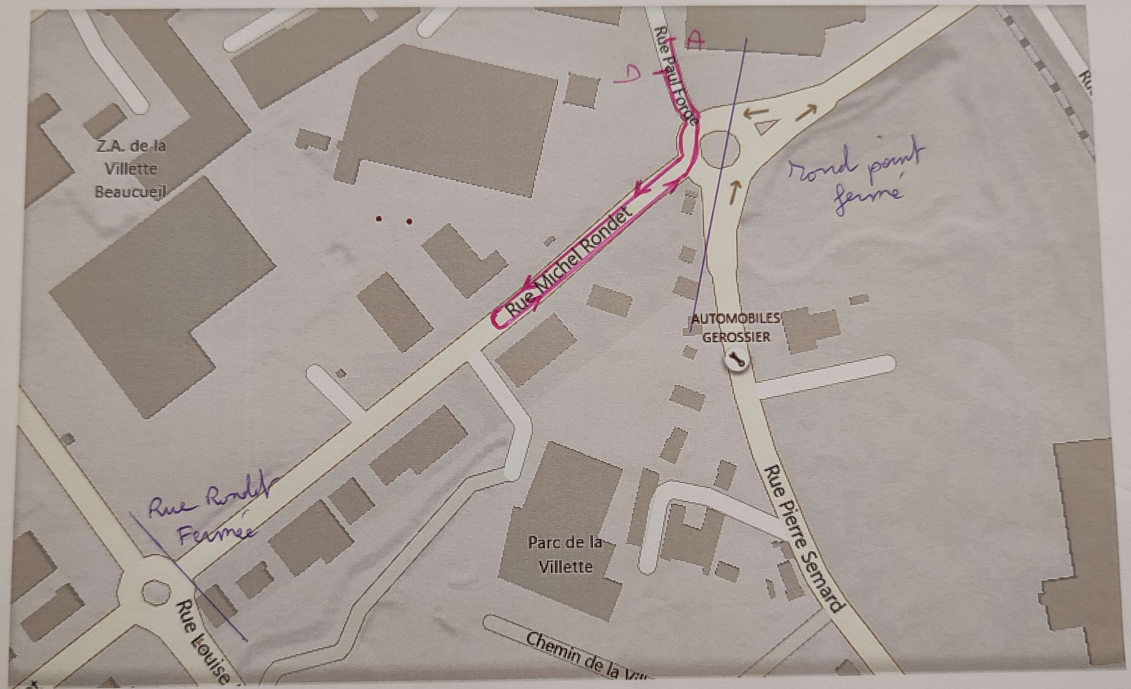 Rue Paul Forge
A
D
Z.A. de la
Villette
Beaucueil
rond point
fermé
Rue Michel Rondet
AUTOMOBILES
GEROSSIER
Rue Rondet
Fermée
Rue Pierre Semard
Parc de la
Villette
Rue Louise
Chemin de la